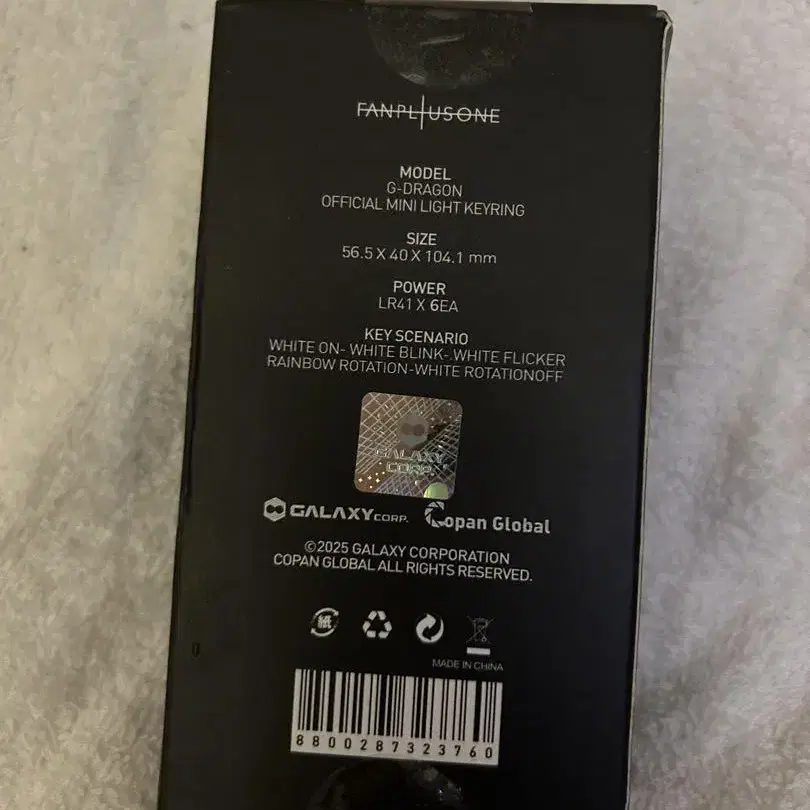 FANPLUSONE
MODEL
G-DRAGON
OFFICIAL MINI LIGHT KEYRING
SIZE
56.5 X 40 X 104.1 mm
POWER
LR41 X 6EA
KEY SCENARIO
WHITE ON- WHITE BLINK-.WHITE FLICKER
RAINBOW ROTATION-WHITE ROTATIONOFF
GALAXY
CORP.
GALAXY CORP. Copan Global
©2025 GALAXY CORPORATION
COPAN GLOBAL ALL RIGHTS RESERVED.
紙
MADE IN CHINA
8800287323760